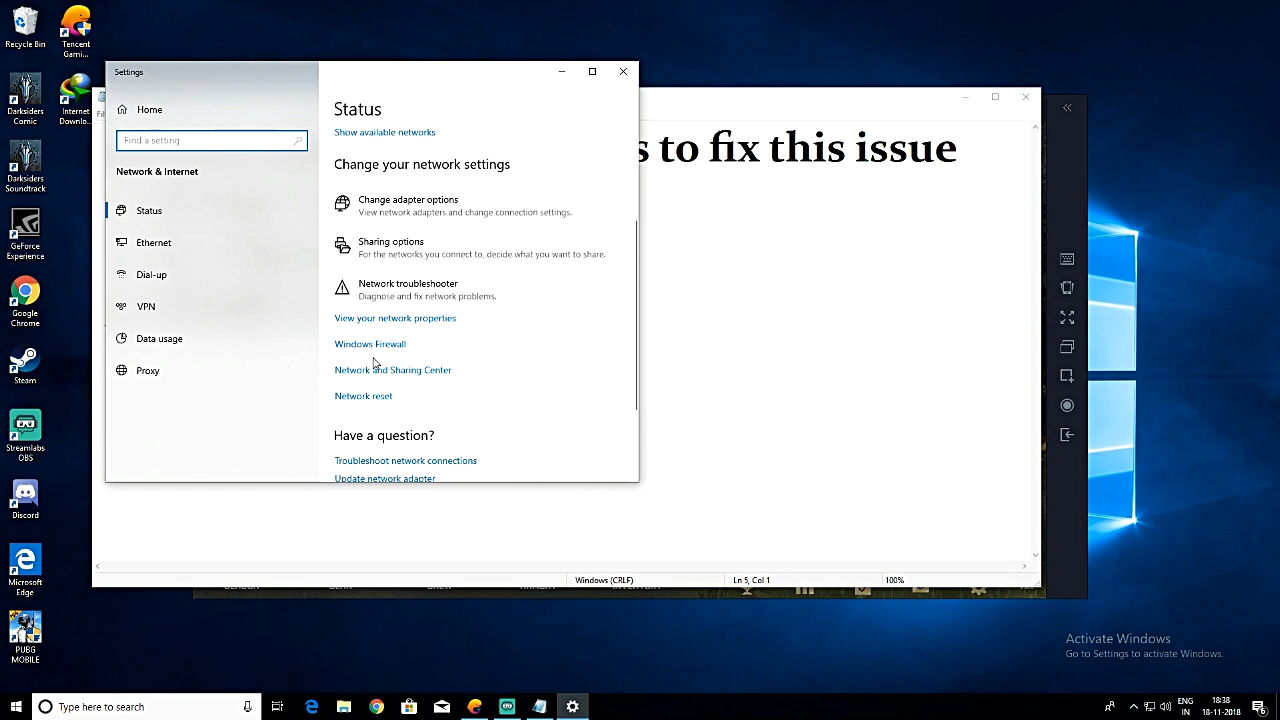 Recycle Bin
Tencent
Gami...
Darksiders
Comic
Internet
Downlo...
Darksiders
Soundtrack
GeForce
Experience
Google
Chrome
Steam
Streamlabs
OBS
Discord
Microsoft
Edge
PUBG
MOBILE
Settings
Home
Find a setting
Network & Internet
Status
Ethernet
Dial-up
VPN
Data usage
Proxy
Status
Show available networks
Change your network settings
Change adapter options
View network adapters and change connection settings.
Sharing options
For the networks you connect to, decide what you want to share.
Network troubleshooter
Diagnose and fix network problems.
View your network properties
Windows Firewall
Network and Sharing Center
Network reset
Have a question?
Troubleshoot network connections
Update network adapter
s to fix this issue
Windows (CRLF)
Ln 5, Col 1
100%
Activate Windows
Go to Settings to activate Windows.
Type here to search
ENG
IN
18:38
18-11-2018